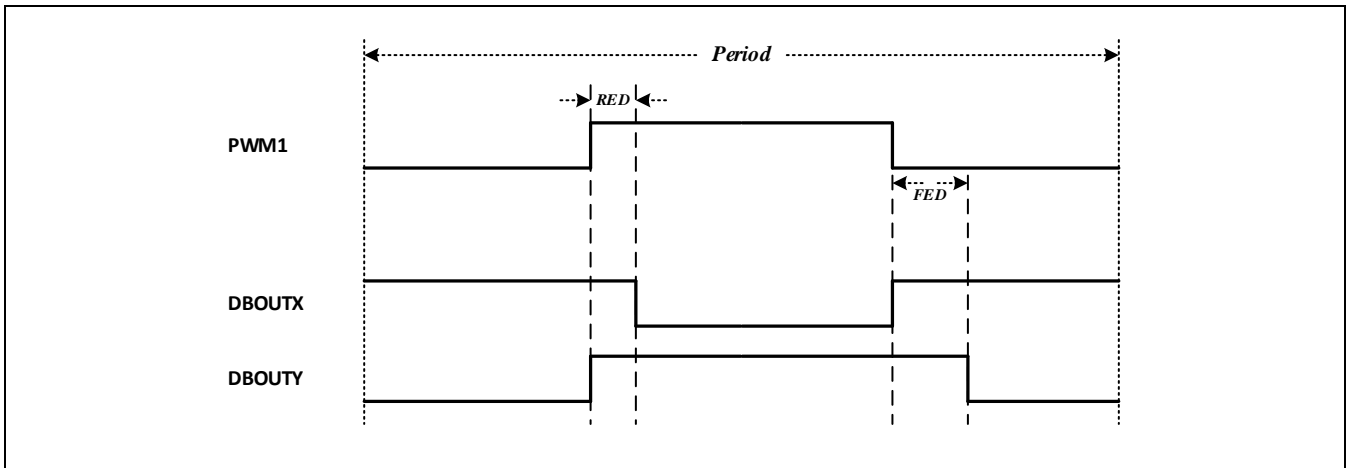 Period
RED
PWM1
FED
DBOUTX
DBOUTY